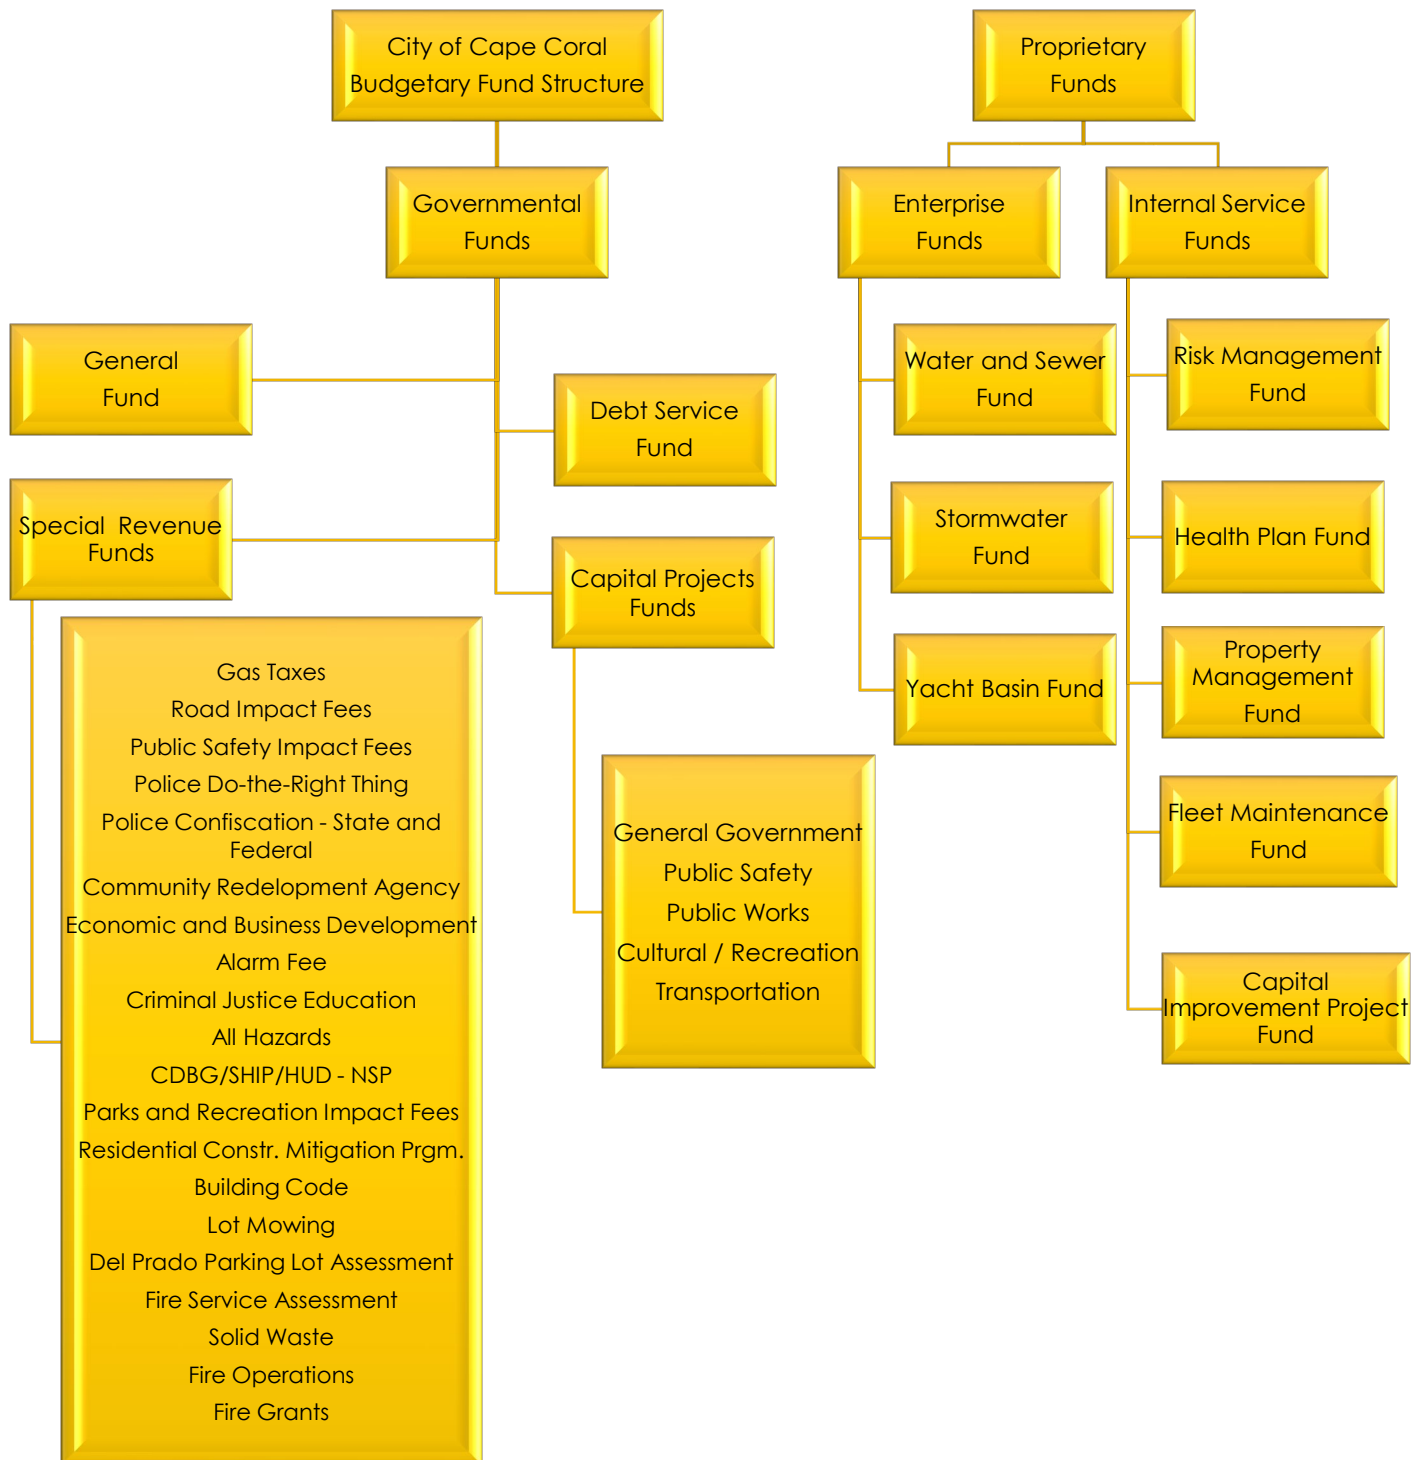 City of Cape Coral
Budgetary Fund Structure
Governmental
Funds
General
Fund
Debt Service
Fund
Special Revenue
Funds
Capital Projects
Funds
Gas Taxes
Road Impact Fees
Public Safety Impact Fees
Police Do-the-Right Thing
Police Confiscation - State and
Federal
Community Redelopment Agency
Economic and Business Development
Alarm Fee
Criminal Justice Education
All Hazards
CDBG/SHIP/HUD - NSP
Parks and Recreation Impact Fees
Residential Constr. Mitigation Prgm.
Building Code
Lot Mowing
Del Prado Parking Lot Assessment
Fire Service Assessment
Solid Waste
Fire Operations
Fire Grants
General Government
Public Safety
Public Works
Cultural / Recreation
Transportation
Proprietary
Funds
Enterprise
Funds
Water and Sewer
Fund
Stormwater
Fund
Yacht Basin Fund
Internal Service
Funds
Risk Management
Fund
Health Plan Fund
Property
Management
Fund
Fleet Maintenance
Fund
Capital
Improvement Project
Fund